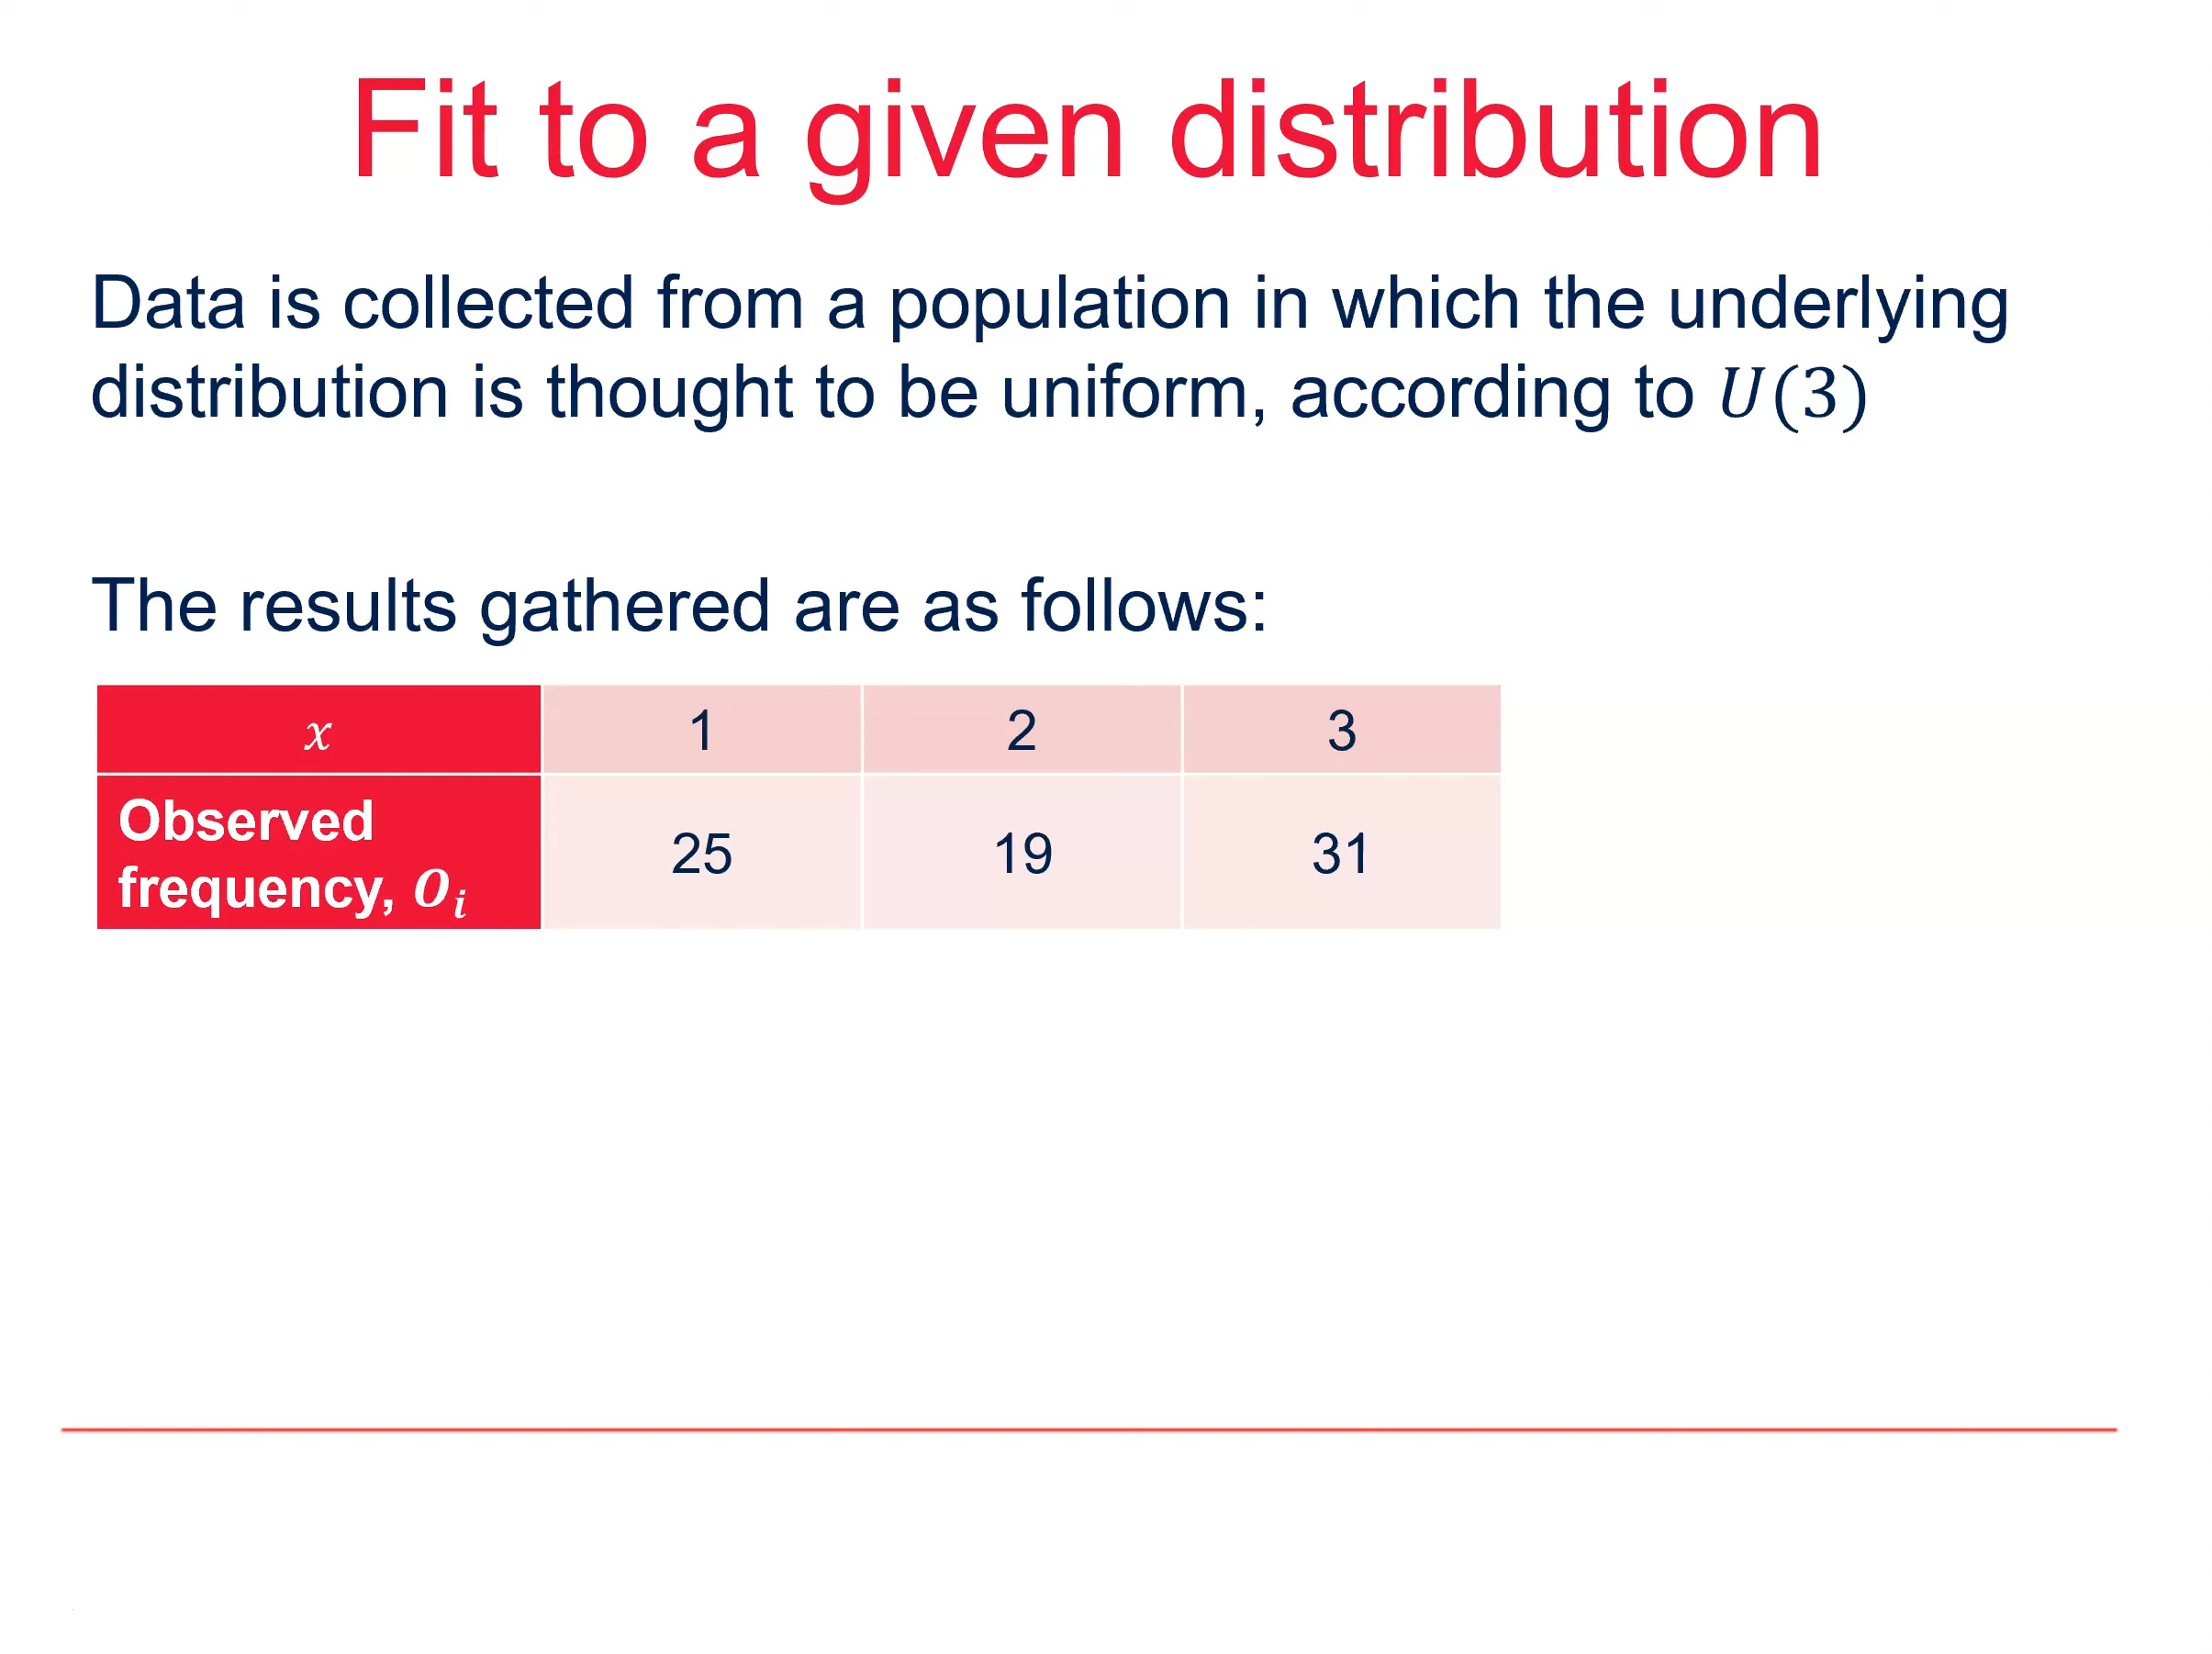 Fit to a given distribution
Data is collected from a population in which the underlying
distribution is thought to be uniform, according to U(3)
The results gathered are as follows:
x 1 2 3
Observed
frequency, Oᵢ 25 19 31